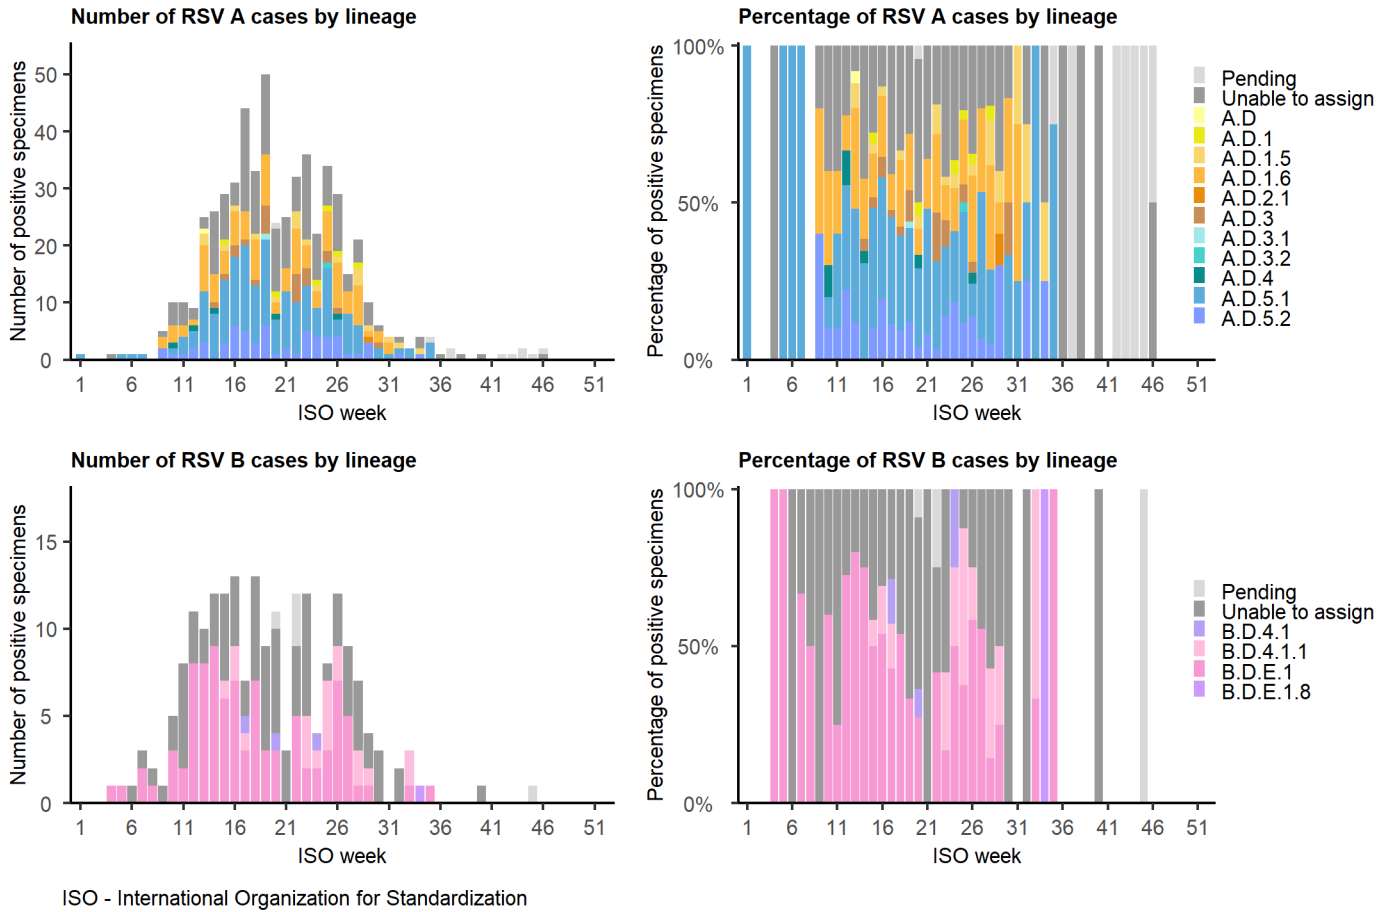 Number of RSV A cases by lineage
Number of positive specimens
50
40
30
20
10
0
1 6 11 16 21 26 31 36 41 46 51
ISO week
Percentage of RSV A cases by lineage
Percentage of positive specimens
100%
50%
0%
1 6 11 16 21 26 31 36 41 46 51
ISO week
Pending
Unable to assign
A.D
A.D.1
A.D.1.5
A.D.1.6
A.D.2.1
A.D.3
A.D.3.1
A.D.3.2
A.D.4
A.D.5.1
A.D.5.2
Number of RSV B cases by lineage
Number of positive specimens
15
10
5
0
1 6 11 16 21 26 31 36 41 46 51
ISO week
Percentage of RSV B cases by lineage
Percentage of positive specimens
100%
50%
0%
1 6 11 16 21 26 31 36 41 46 51
ISO week
Pending
Unable to assign
B.D.4.1
B.D.4.1.1
B.D.E.1
B.D.E.1.8
ISO - International Organization for Standardization